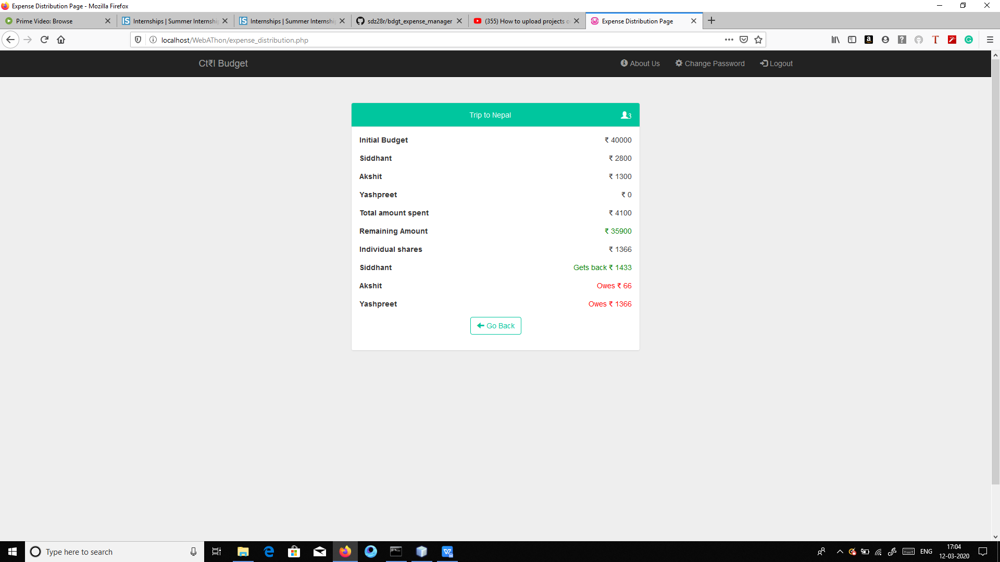 Expense Distribution Page - Mozilla Firefox
Prime Video: Browse
Internships | Summer Internshi
Internships | Summer Internshi
sdz28r/bdgt_expense_manager
(355) How to upload projects o
Expense Distribution Page
localhost/WebAThon/expense_distribution.php
Ct₹l Budget
About Us
Change Password
Logout
Trip to Nepal
3
Initial Budget ₹ 40000
Siddhant ₹ 2800
Akshit ₹ 1300
Yashpreet ₹ 0
Total amount spent ₹ 4100
Remaining Amount ₹ 35900
Individual shares ₹ 1366
Siddhant Gets back ₹ 1433
Akshit Owes ₹ 66
Yashpreet Owes ₹ 1366
Go Back
Type here to search
ENG
17:04
12-03-2020